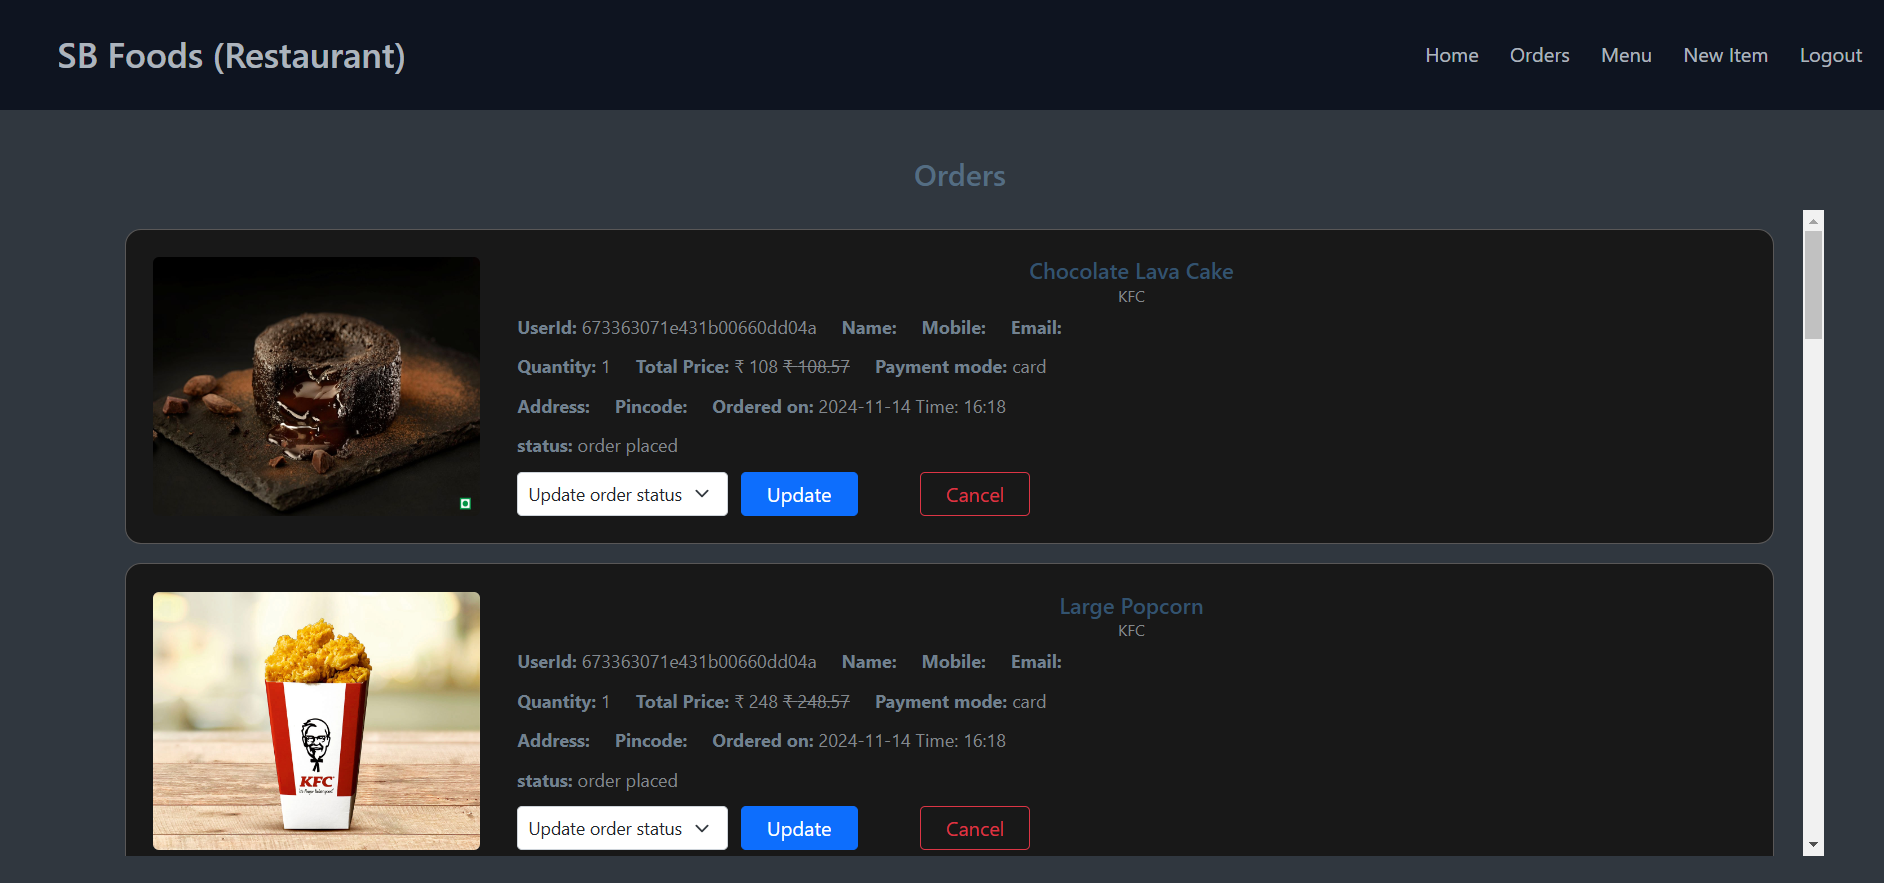 SB Foods (Restaurant)
Home Orders Menu New Item Logout
Orders
Chocolate Lava Cake
KFC
UserId: 673363071e431b00660dd04a Name: Mobile: Email:
Quantity: 1 Total Price: ₹ 108 ₹ 108.57 Payment mode: card
Address: Pincode: Ordered on: 2024-11-14 Time: 16:18
status: order placed
Update order status Update Cancel
Large Popcorn
KFC
UserId: 673363071e431b00660dd04a Name: Mobile: Email:
Quantity: 1 Total Price: ₹ 248 ₹ 248.57 Payment mode: card
Address: Pincode: Ordered on: 2024-11-14 Time: 16:18
status: order placed
Update order status Update Cancel
KFC